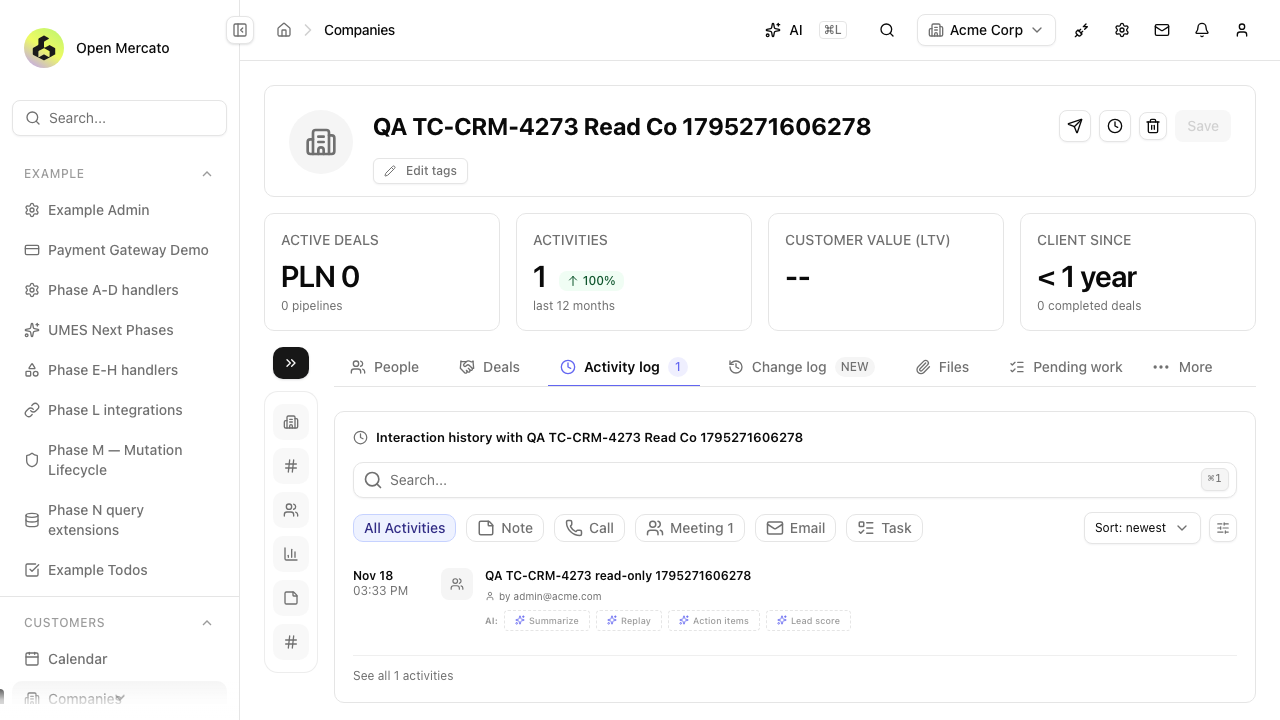 Open Mercato
Search...
EXAMPLE
Example Admin
Payment Gateway Demo
Phase A-D handlers
UMES Next Phases
Phase E-H handlers
Phase L integrations
Phase M — Mutation
Lifecycle
Phase N query
extensions
Example Todos
CUSTOMERS
Calendar
Companies
Companies
AI ⌘L
Acme Corp
QA TC-CRM-4273 Read Co 1795271606278
Edit tags
Save
ACTIVE DEALS
PLN 0
0 pipelines
ACTIVITIES
1 ↑ 100%
last 12 months
CUSTOMER VALUE (LTV)
--
CLIENT SINCE
< 1 year
0 completed deals
People Deals Activity log 1 Change log NEW Files Pending work More
Interaction history with QA TC-CRM-4273 Read Co 1795271606278
Search... ⌘1
All Activities Note Call Meeting 1 Email Task Sort: newest
Nov 18
03:33 PM
QA TC-CRM-4273 read-only 1795271606278
by admin@acme.com
AI: Summarize Replay Action items Lead score
See all 1 activities